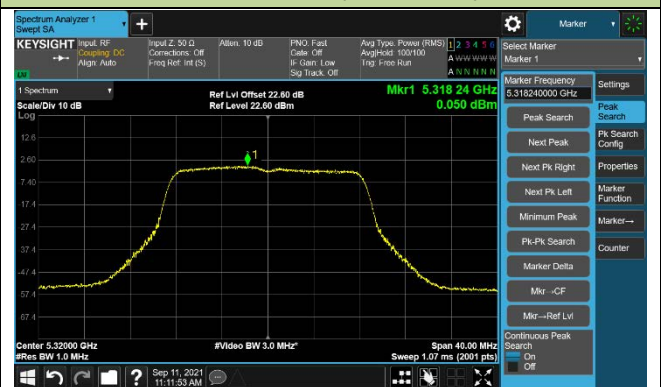 Spectrum Analyzer 1
Swept SA
Marker
KEYSIGHT
Input: RF
Coupling: DC
Align: Auto
Input Z: 50 Ω
Corrections: Off
Freq Ref: Int (S)
Atten: 10 dB
PNO: Fast
Gate: Off
IF Gain: Low
Sig Track: Off
Avg Type: Power (RMS)
Avg|Hold: 100/100
Trig: Free Run
1 2 3 4 5 6
A W W W W W
A N N N N N
Select Marker
Marker 1
LM
1 Spectrum
Scale/Div 10 dB
Log
Ref Lvl Offset 22.60 dB
Ref Level 22.60 dBm
Mkr1 5.318 24 GHz
0.050 dBm
12.6
2.60
-7.40
-17.4
-27.4
-37.4
-47.4
-57.4
-67.4
1
Center 5.32000 GHz
#Res BW 1.0 MHz
#Video BW 3.0 MHz*
Span 40.00 MHz
Sweep 1.07 ms (2001 pts)
Marker Frequency
5.318240000 GHz
Peak Search
Next Peak
Next Pk Right
Next Pk Left
Minimum Peak
Pk-Pk Search
Marker Delta
Mkr→CF
Mkr→Ref Lvl
Continuous Peak
Search
On
Off
Settings
Peak
Search
Pk Search
Config
Properties
Marker
Function
Marker→
Counter
?
Sep 11, 2021
11:11:53 AM